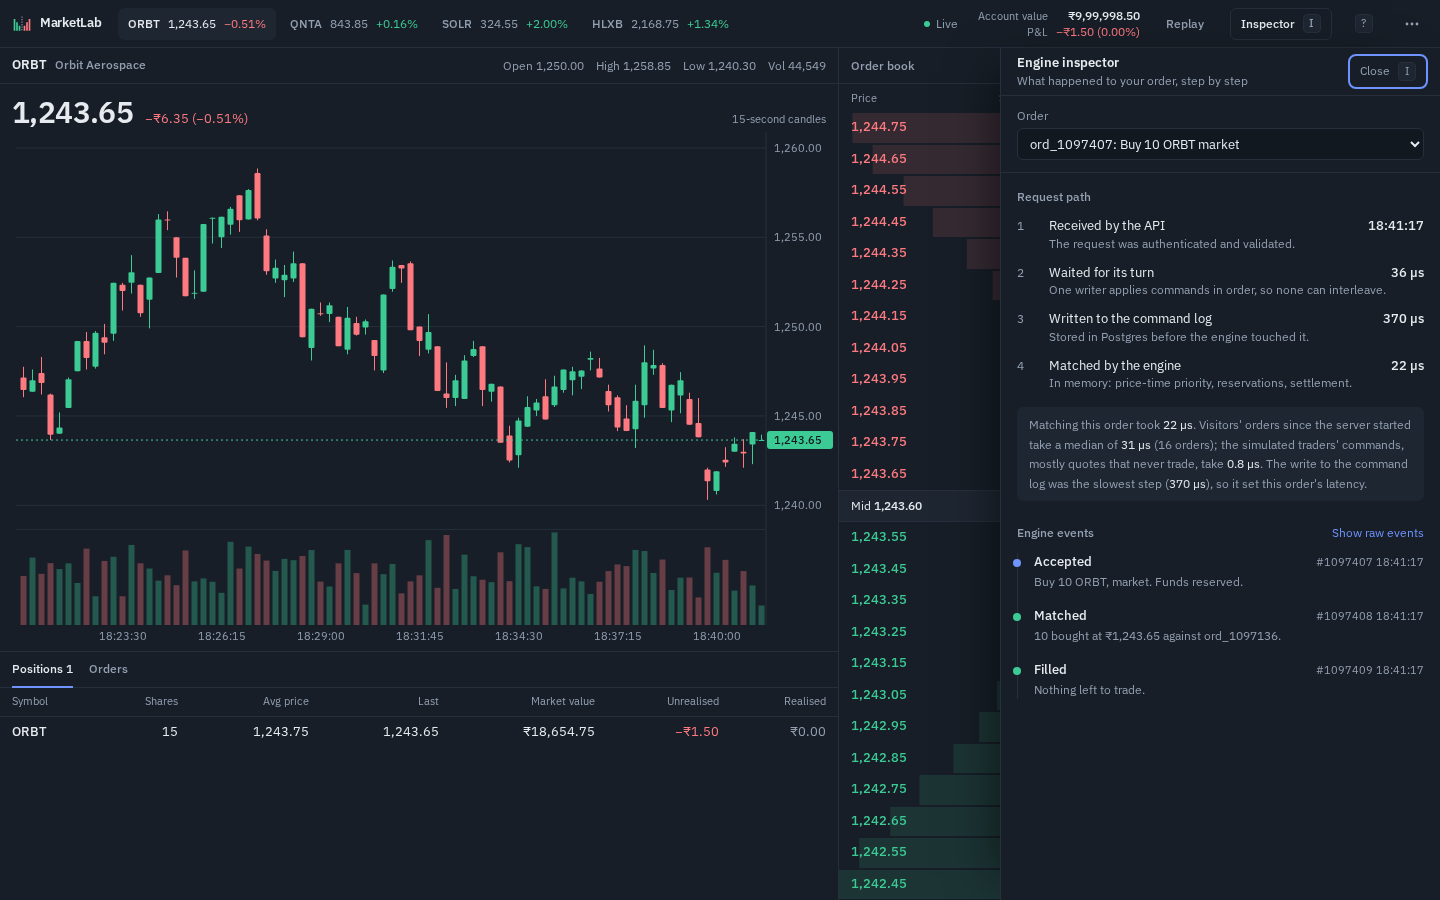 MarketLab
ORBT 1,243.65 −0.51%
QNTA 843.85 +0.16%
SOLR 324.55 +2.00%
HLXB 2,168.75 +1.34%
Live
Account value ₹9,99,998.50
P&L −₹1.50 (0.00%)
Replay
Inspector I
?
ORBT Orbit Aerospace
Open 1,250.00 High 1,258.85 Low 1,240.30 Vol 44,549
1,243.65 −₹6.35 (−0.51%)
15-second candles
1,260.00
1,255.00
1,250.00
1,245.00
1,243.65
1,240.00
18:23:30 18:26:15 18:29:00 18:31:45 18:34:30 18:37:15 18:40:00
Positions 1 Orders
Symbol Shares Avg price Last Market value Unrealised Realised
ORBT 15 1,243.75 1,243.65 ₹18,654.75 −₹1.50 ₹0.00
Order book
Price
1,244.75
1,244.65
1,244.55
1,244.45
1,244.35
1,244.25
1,244.15
1,244.05
1,243.95
1,243.85
1,243.75
1,243.65
Mid 1,243.60
1,243.55
1,243.45
1,243.35
1,243.25
1,243.15
1,243.05
1,242.95
1,242.85
1,242.75
1,242.65
1,242.55
1,242.45
Engine inspector
What happened to your order, step by step
Close I
Order
ord_1097407: Buy 10 ORBT market
Request path
1 Received by the API 18:41:17
The request was authenticated and validated.
2 Waited for its turn 36 µs
One writer applies commands in order, so none can interleave.
3 Written to the command log 370 µs
Stored in Postgres before the engine touched it.
4 Matched by the engine 22 µs
In memory: price-time priority, reservations, settlement.
Matching this order took 22 µs. Visitors' orders since the server started
take a median of 31 µs (16 orders); the simulated traders' commands,
mostly quotes that never trade, take 0.8 µs. The write to the command
log was the slowest step (370 µs), so it set this order's latency.
Engine events Show raw events
Accepted #1097407 18:41:17
Buy 10 ORBT, market. Funds reserved.
Matched #1097408 18:41:17
10 bought at ₹1,243.65 against ord_1097136.
Filled #1097409 18:41:17
Nothing left to trade.